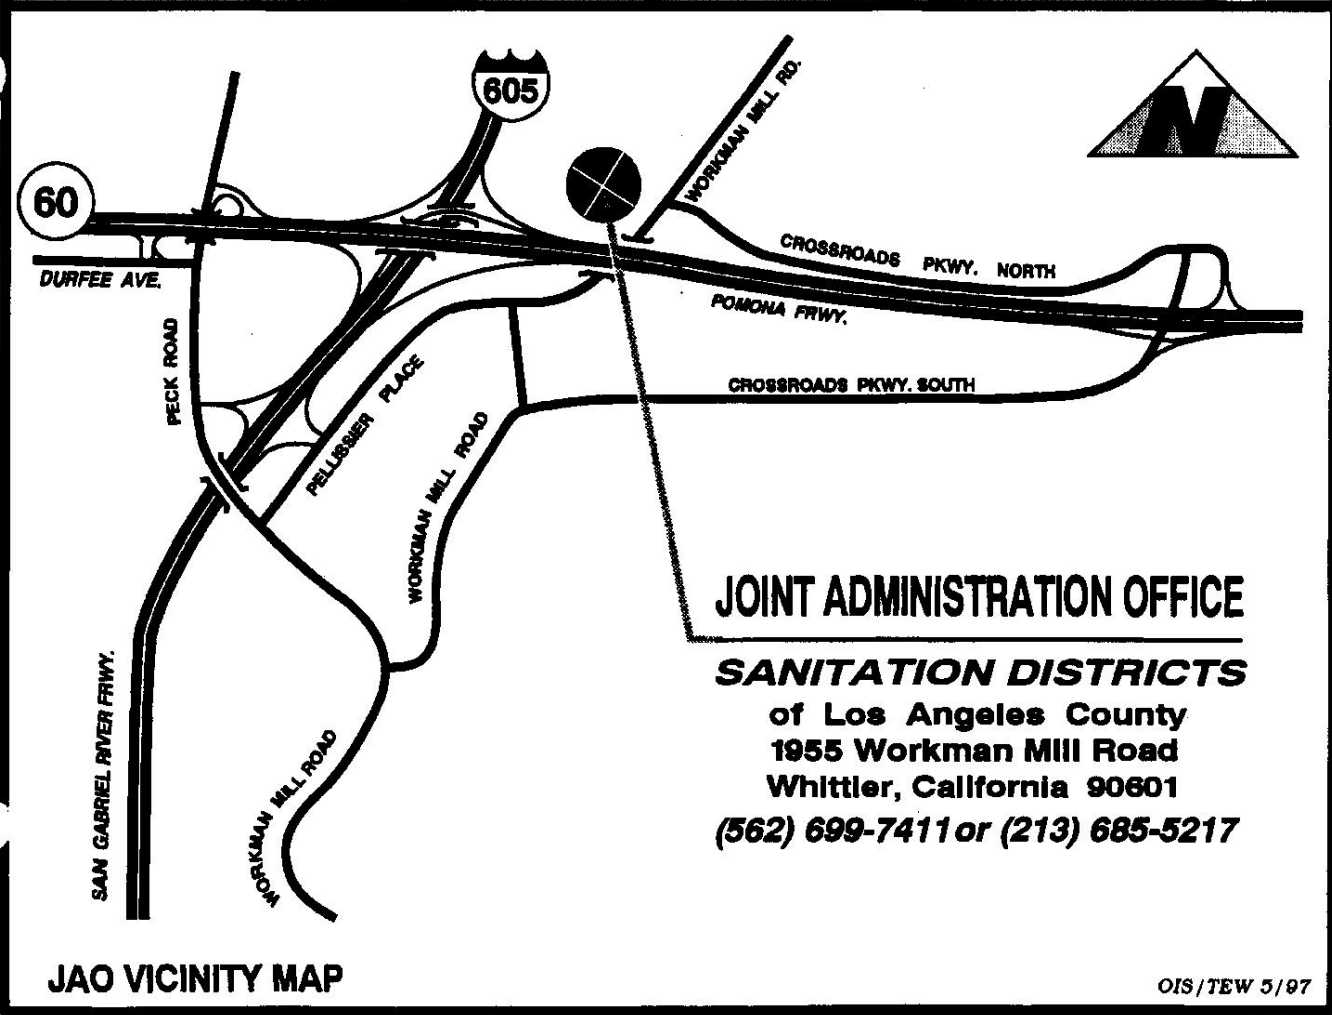 605
WORKMAN MILL RD.
N
60
CROSSROADS PKWY. NORTH
DURFEE AVE.
POMONA FRWY.
PECK ROAD
PELLISSIER PLACE
CROSSROADS PKWY. SOUTH
WORKMAN MILL ROAD
JOINT ADMINISTRATION OFFICE
SANITATION DISTRICTS
of Los Angeles County
1955 Workman Mill Road
Whittier, California 90601
(562) 699-7411 or (213) 685-5217
SAN GABRIEL RIVER FRWY.
WORKMAN MILL ROAD
JAO VICINITY MAP
OIS/TEW 5/97